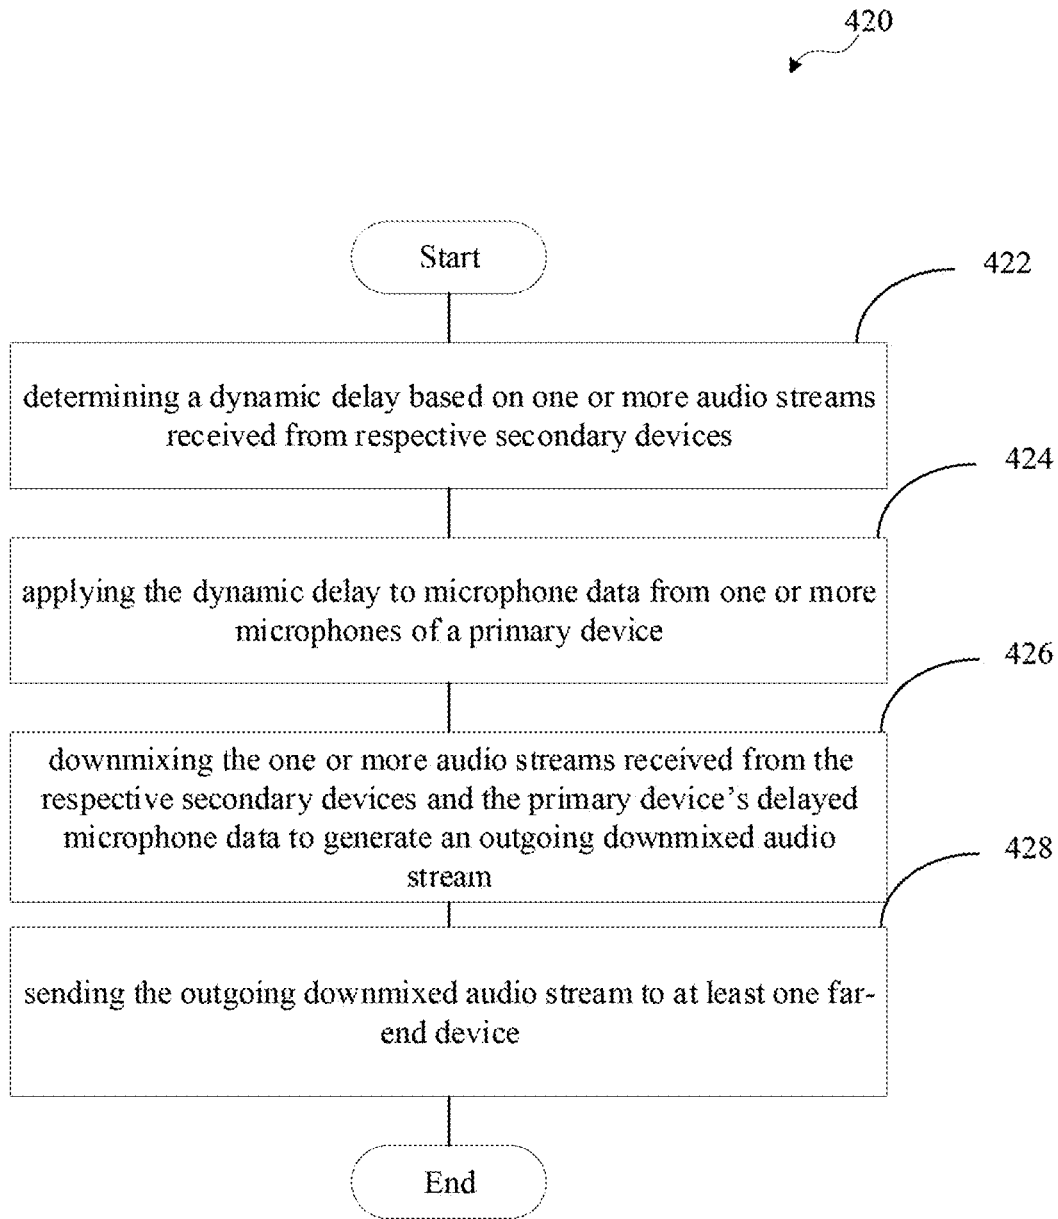 420
Start
422
determining a dynamic delay based on one or more audio streams
received from respective secondary devices
424
applying the dynamic delay to microphone data from one or more
microphones of a primary device
426
downmixing the one or more audio streams received from the
respective secondary devices and the primary device's delayed
microphone data to generate an outgoing downmixed audio
stream
428
sending the outgoing downmixed audio stream to at least one far-
end device
End